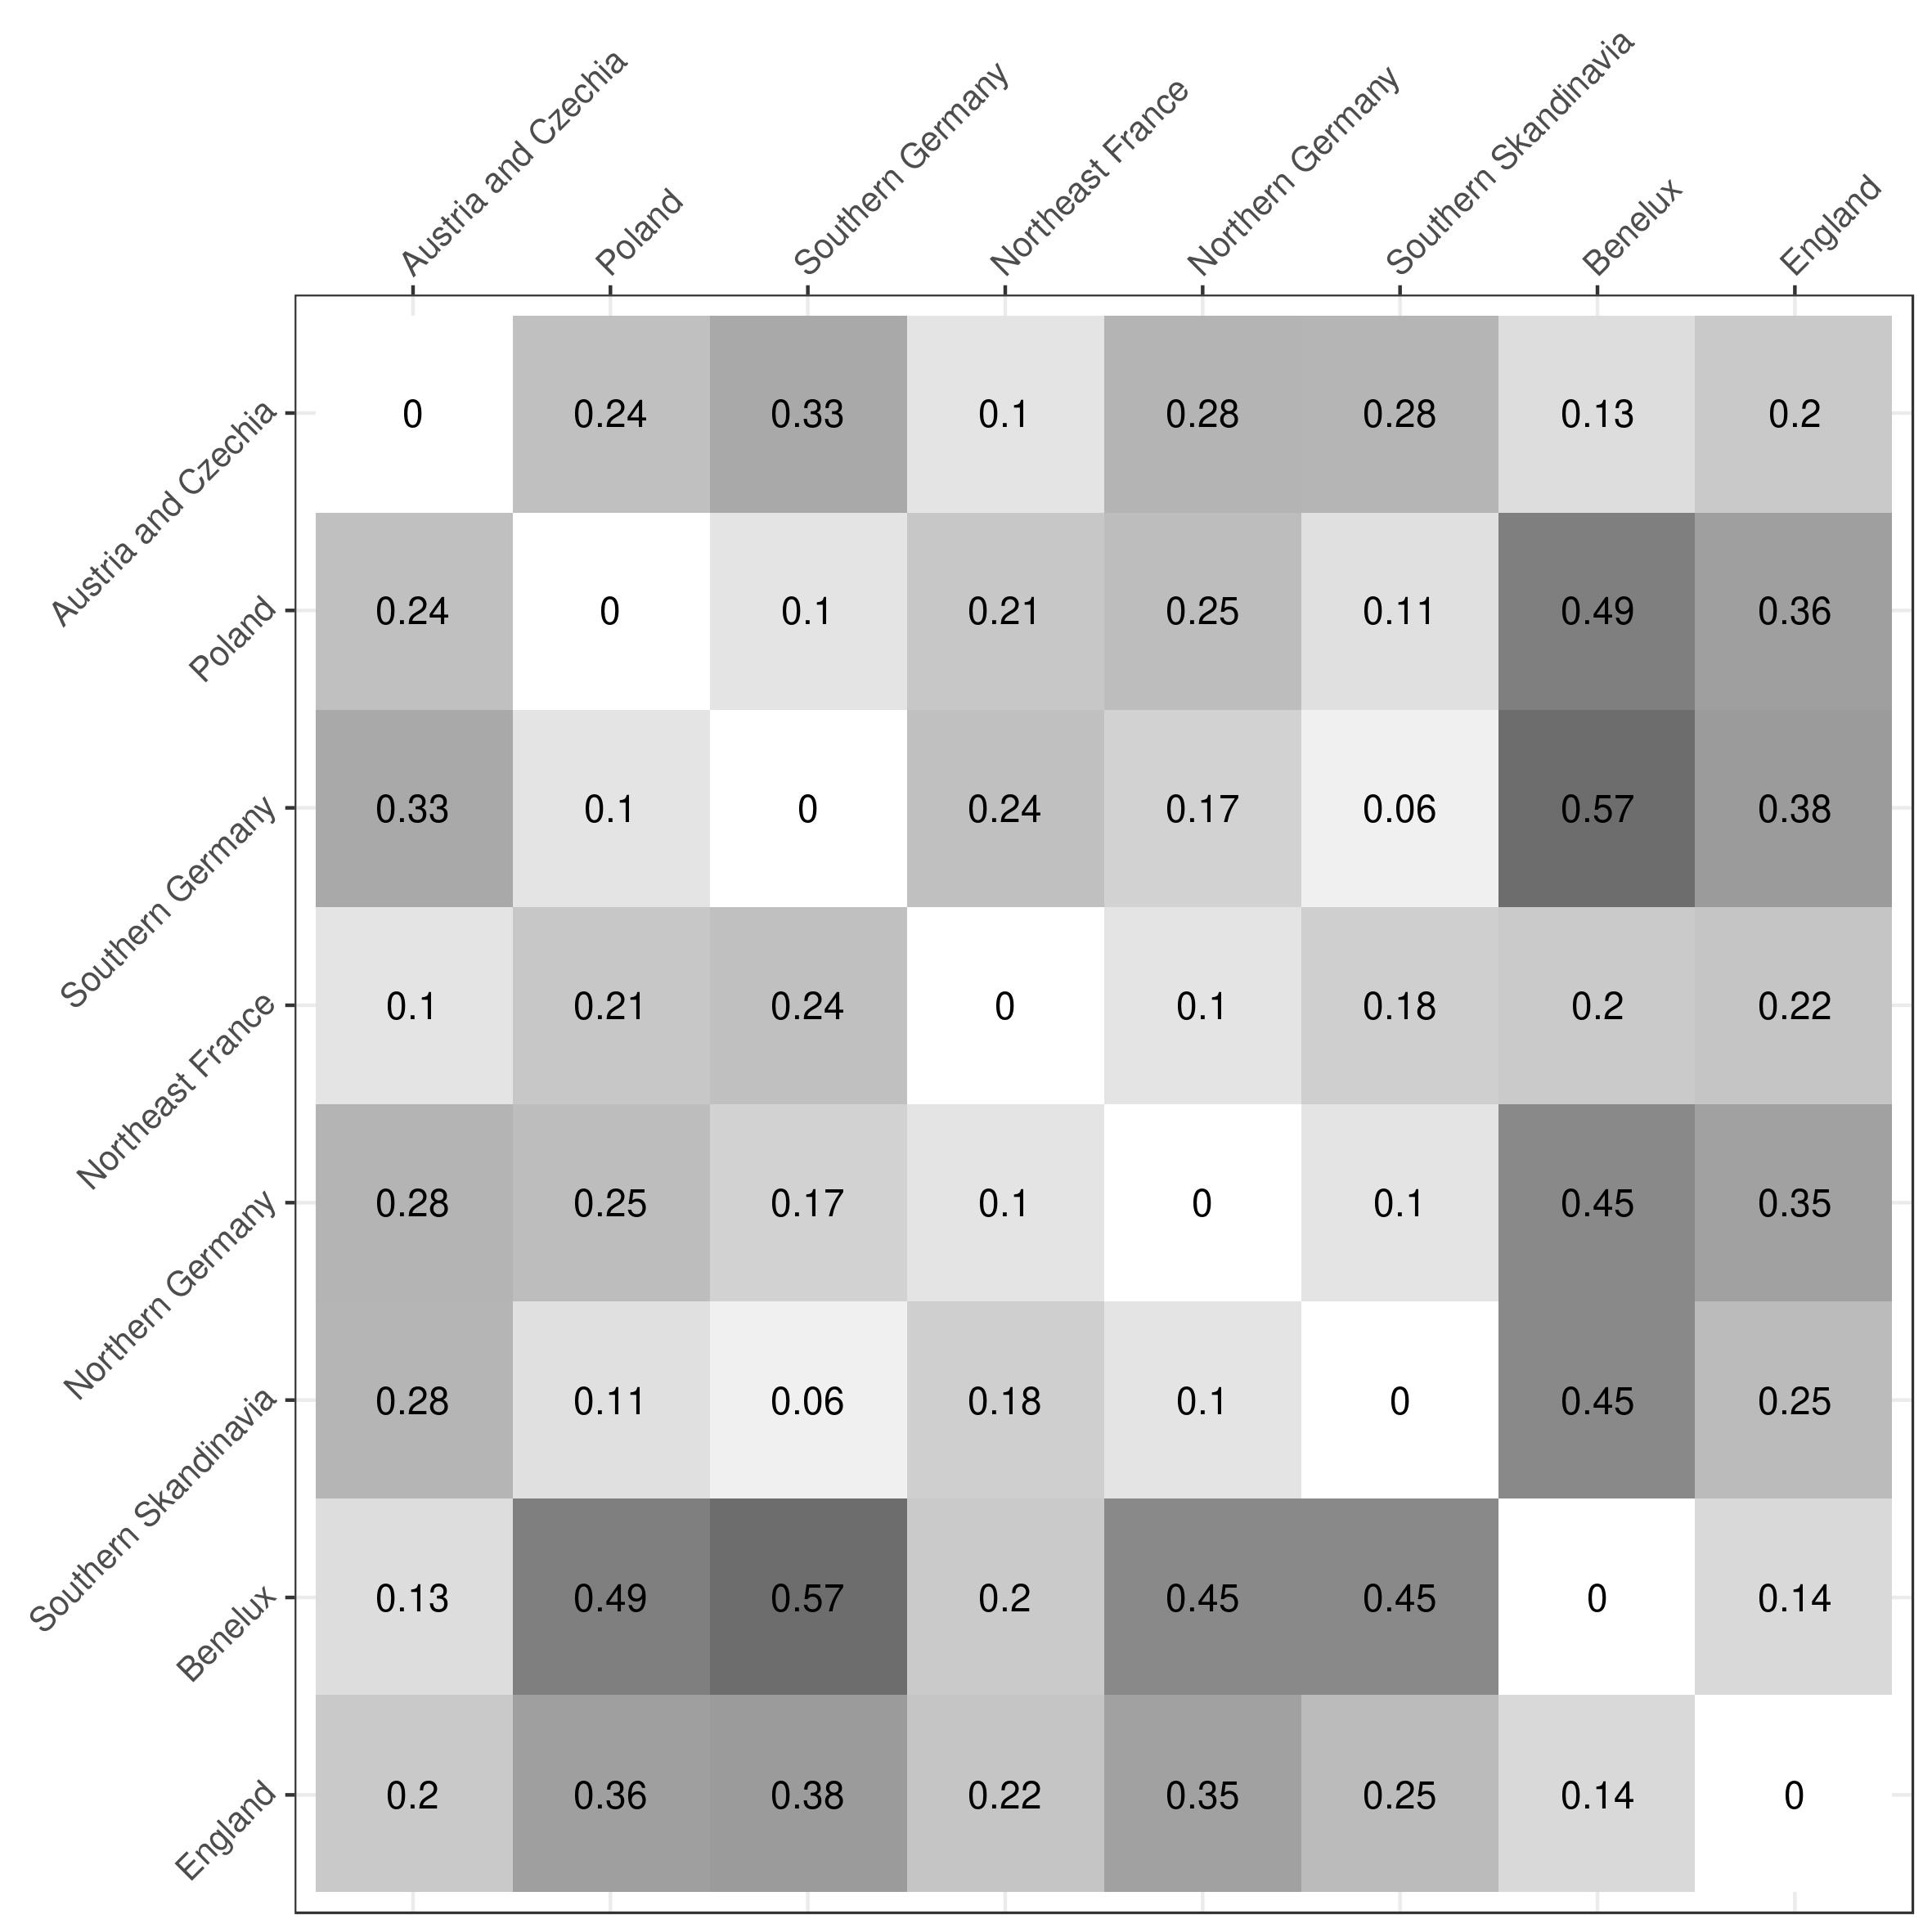 Austria and Czechia
Poland
Southern Germany
Northeast France
Northern Germany
Southern Skandinavia
Benelux
England
Austria and Czechia 0 0.24 0.33 0.1 0.28 0.28 0.13 0.2
Poland 0.24 0 0.1 0.21 0.25 0.11 0.49 0.36
Southern Germany 0.33 0.1 0 0.24 0.17 0.06 0.57 0.38
Northeast France 0.1 0.21 0.24 0 0.1 0.18 0.2 0.22
Northern Germany 0.28 0.25 0.17 0.1 0 0.1 0.45 0.35
Southern Skandinavia 0.28 0.11 0.06 0.18 0.1 0 0.45 0.25
Benelux 0.13 0.49 0.57 0.2 0.45 0.45 0 0.14
England 0.2 0.36 0.38 0.22 0.35 0.25 0.14 0